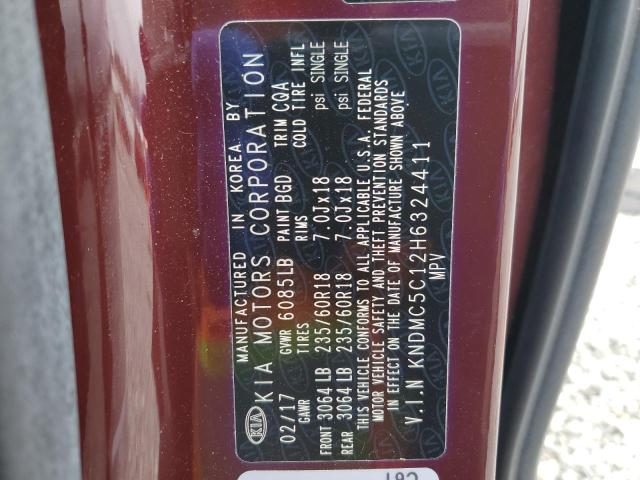 MANUFACTURED IN KOREA BY
KIA KIA MOTORS CORPORATION
02/17 GVWR 6085LB PAINT BGD TRIM CQA
GAWR TIRES RIMS COLD TIRE INFL
FRONT 3064 LB 235/60R18 7.0Jx18 psi SINGLE
REAR 3064 LB 235/60R18 7.0Jx18 psi SINGLE
THIS VEHICLE CONFORMS TO ALL APPLICABLE U.S.A. FEDERAL
MOTOR VEHICLE SAFETY AND THEFT PREVENTION STANDARDS
IN EFFECT ON THE DATE OF MANUFACTURE SHOWN ABOVE
V.I.N KNDMC5C12H6324411
MPV